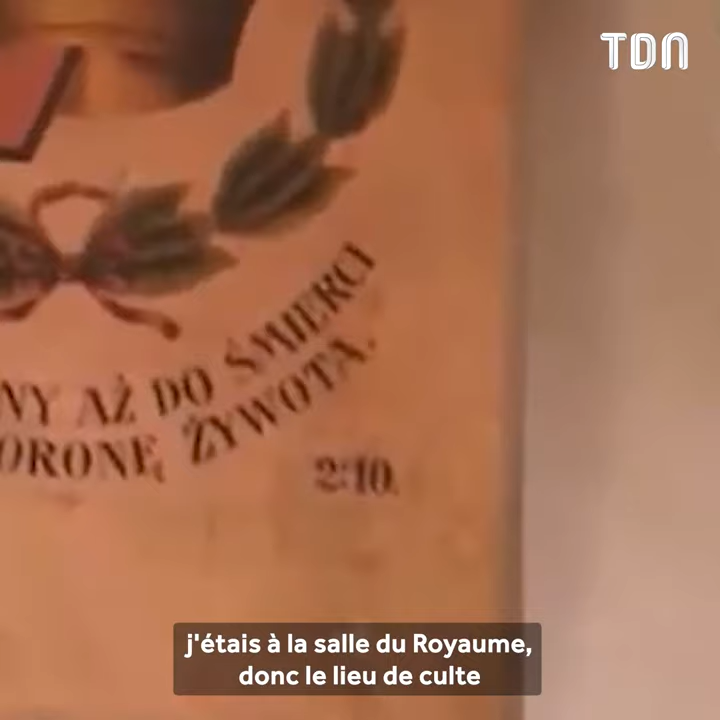 TDN
NY AŻ DO ŚMIERCI
ORONĘ ŻYWOTA.
2:10.
j'étais à la salle du Royaume,
donc le lieu de culte